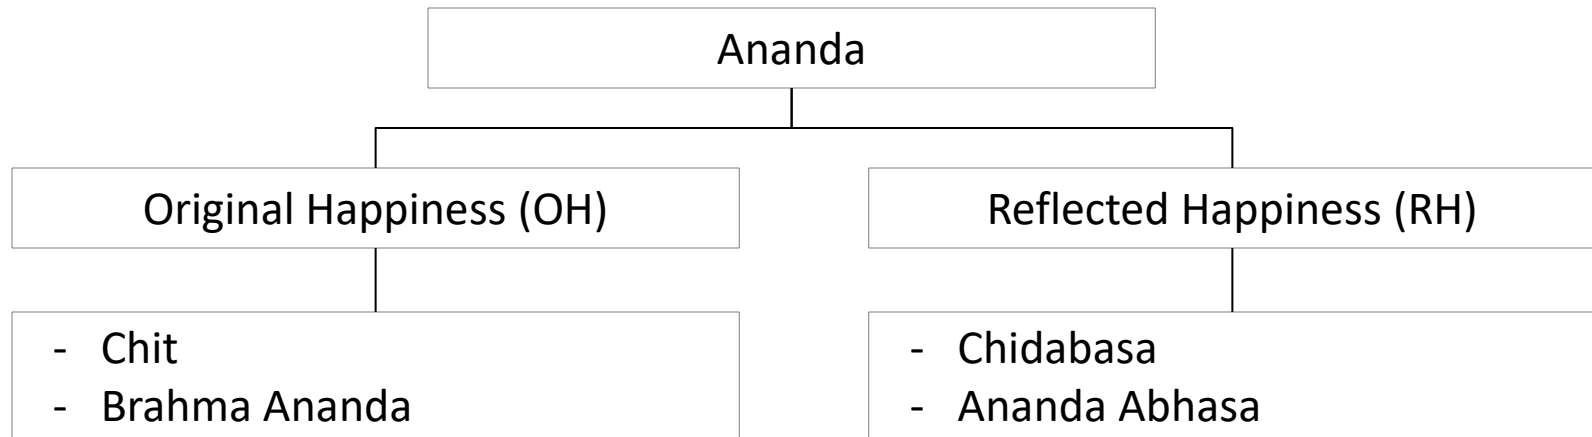 Ananda
Original Happiness (OH)
Reflected Happiness (RH)
- Chit
- Brahma Ananda
- Chidabasa
- Ananda Abhasa